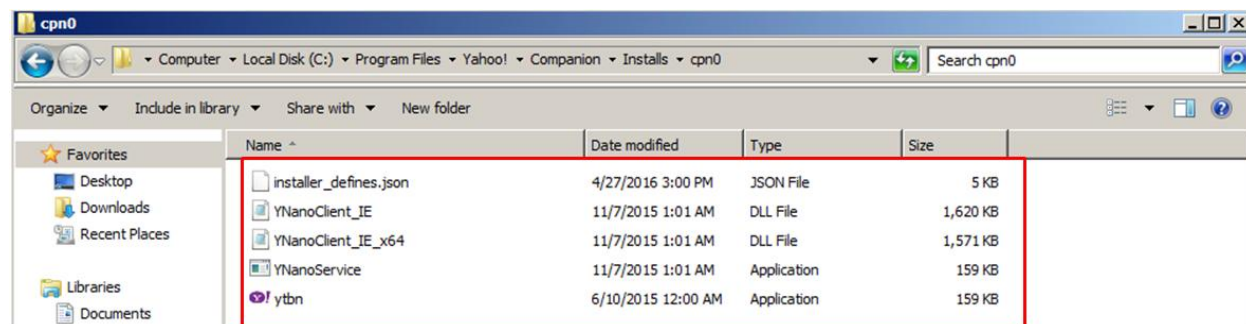 cpn0
Computer Local Disk (C:) Program Files Yahoo! Companion Installs cpn0 Search cpn0
Organize Include in library Share with New folder
Favorites
Desktop
Downloads
Recent Places
Libraries
Documents
Name Date modified Type Size
installer_defines.json 4/27/2016 3:00 PM JSON File 5 KB
YNanoClient_IE 11/7/2015 1:01 AM DLL File 1,620 KB
YNanoClient_IE_x64 11/7/2015 1:01 AM DLL File 1,571 KB
YNanoService 11/7/2015 1:01 AM Application 159 KB
Y! ytbn 6/10/2015 12:00 AM Application 159 KB